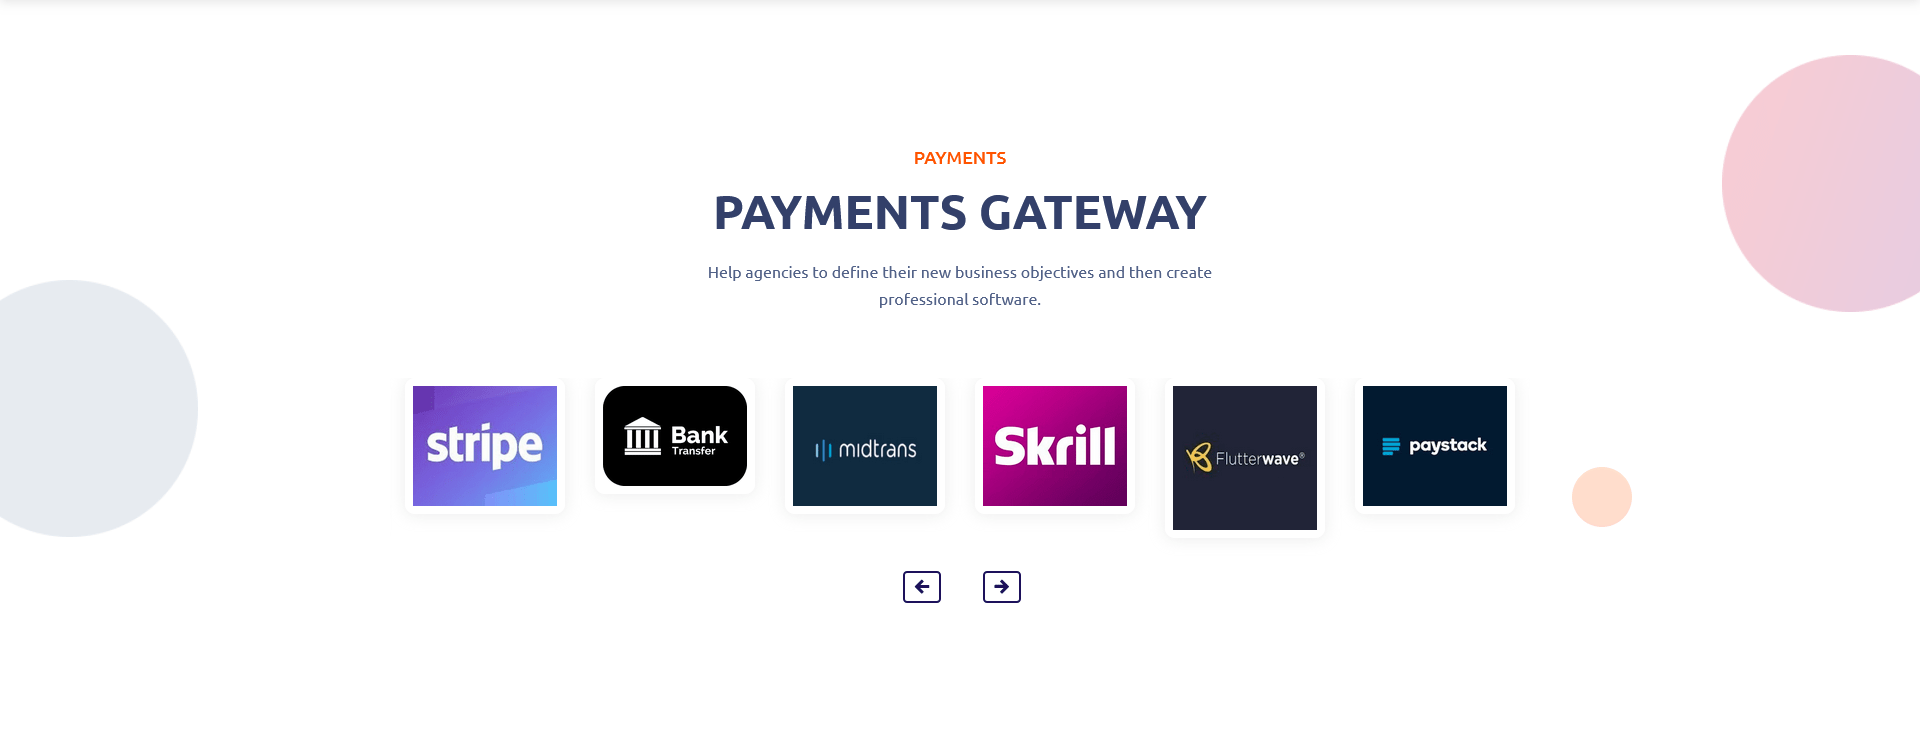 PAYMENTS
PAYMENTS GATEWAY
Help agencies to define their new business objectives and then create
professional software.
stripe
Bank
Transfer
midtrans
Skrill
Flutterwave®
paystack